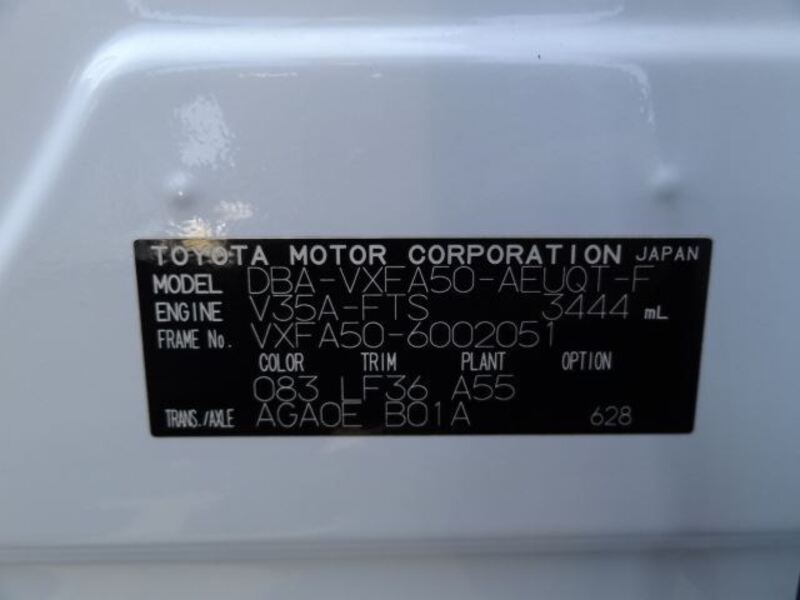 TOYOTA MOTOR CORPORATION JAPAN
MODEL DBA-VXFA50-AEUQT-F
ENGINE V35A-FTS 3444 mL
FRAME No. VXFA50-6002051
COLOR TRIM PLANT OPTION
083 LF36 A55
TRANS./AXLE AGA0E B01A 628